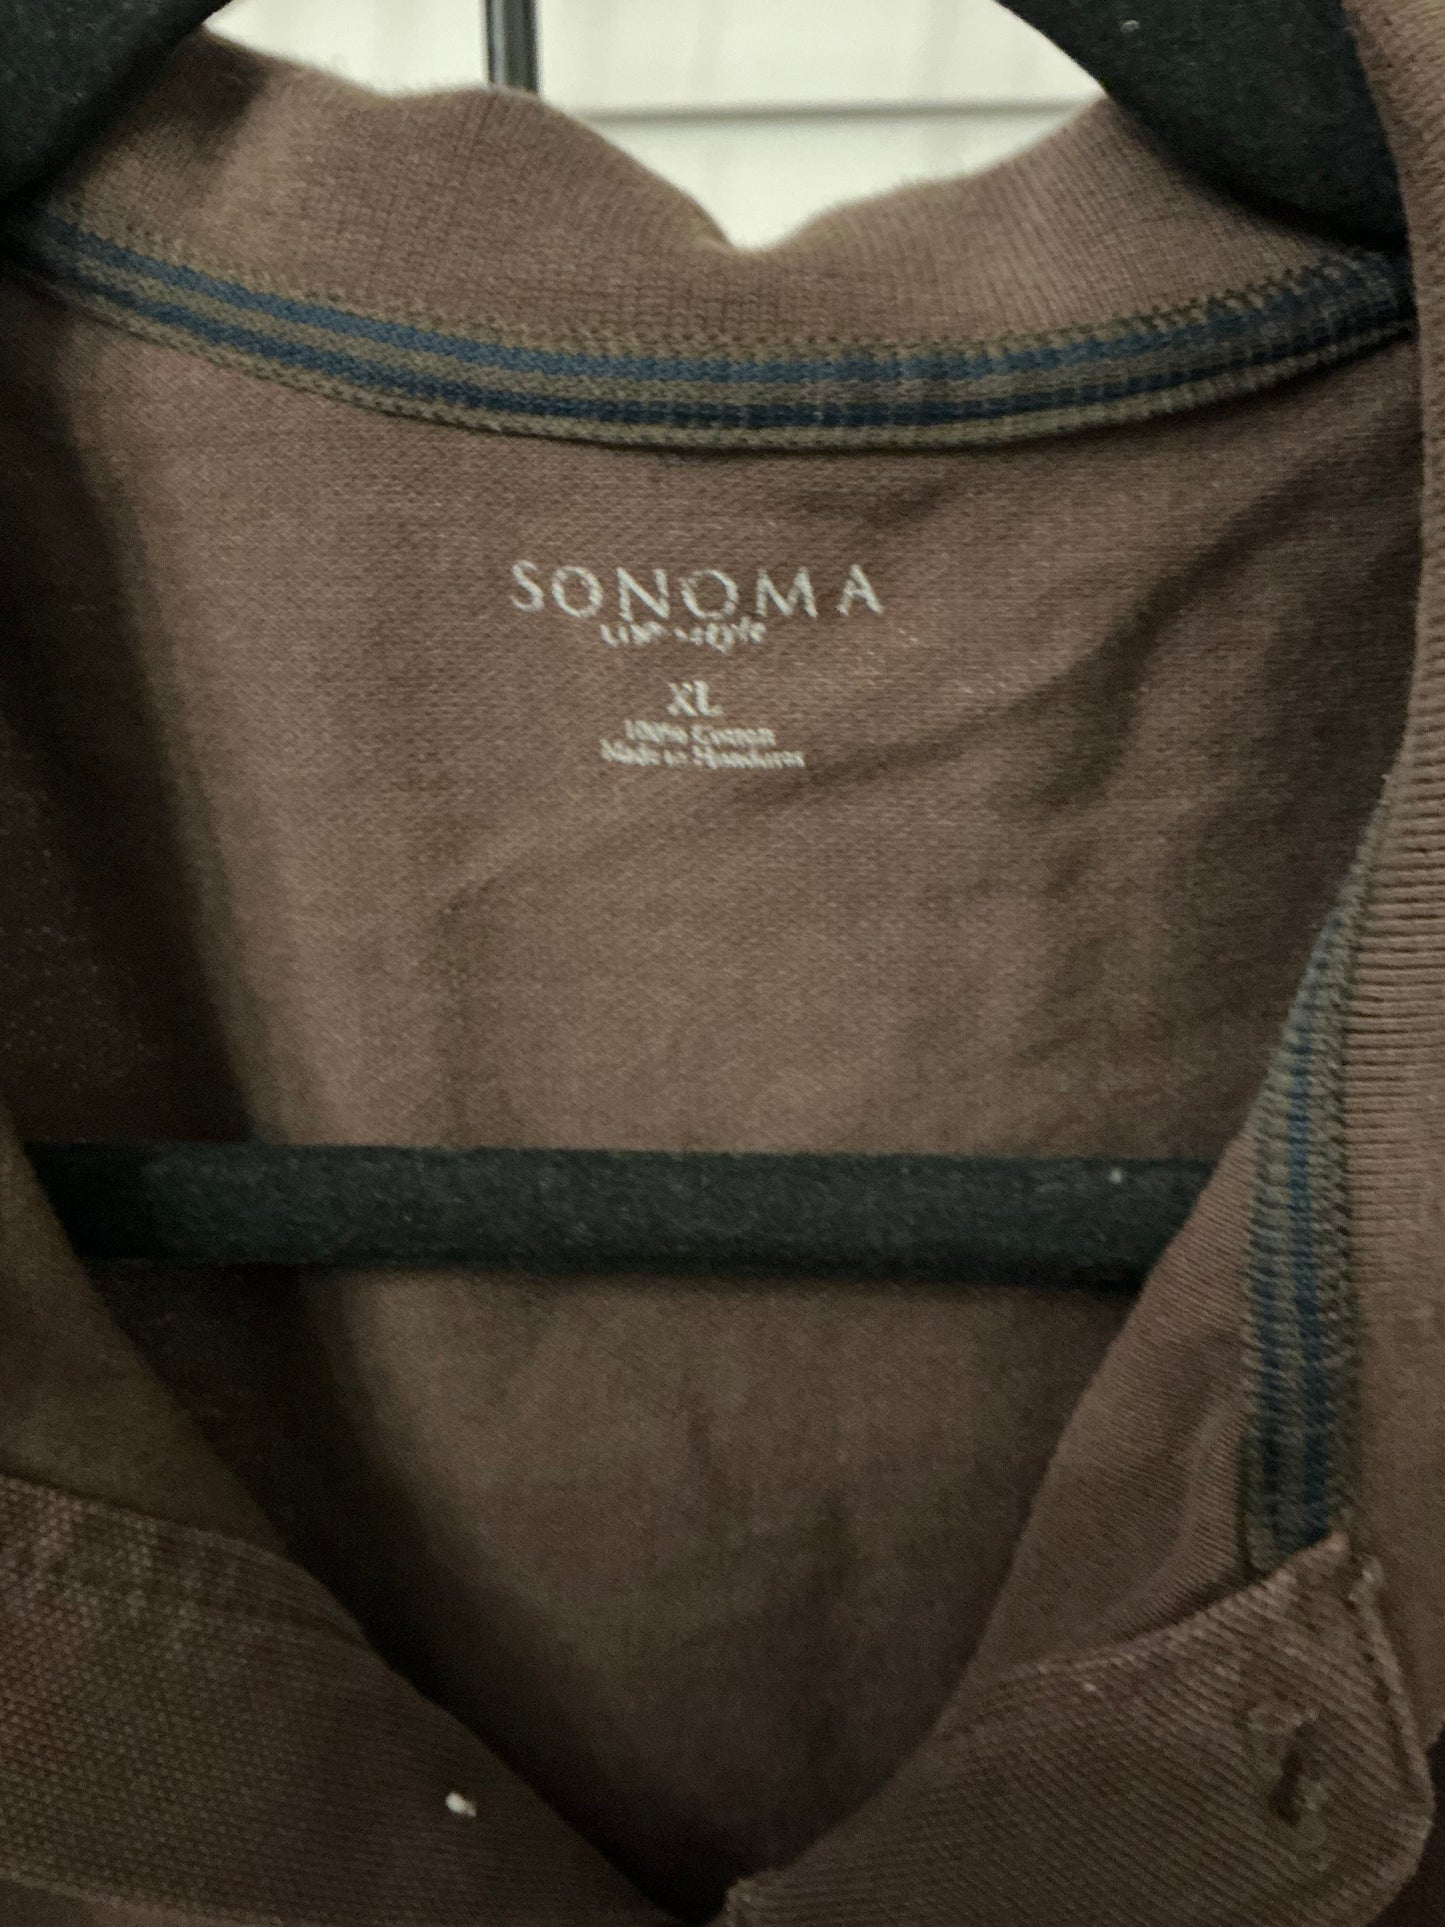 SONOMA
life+style
XL
100% Cotton
Made in Honduras